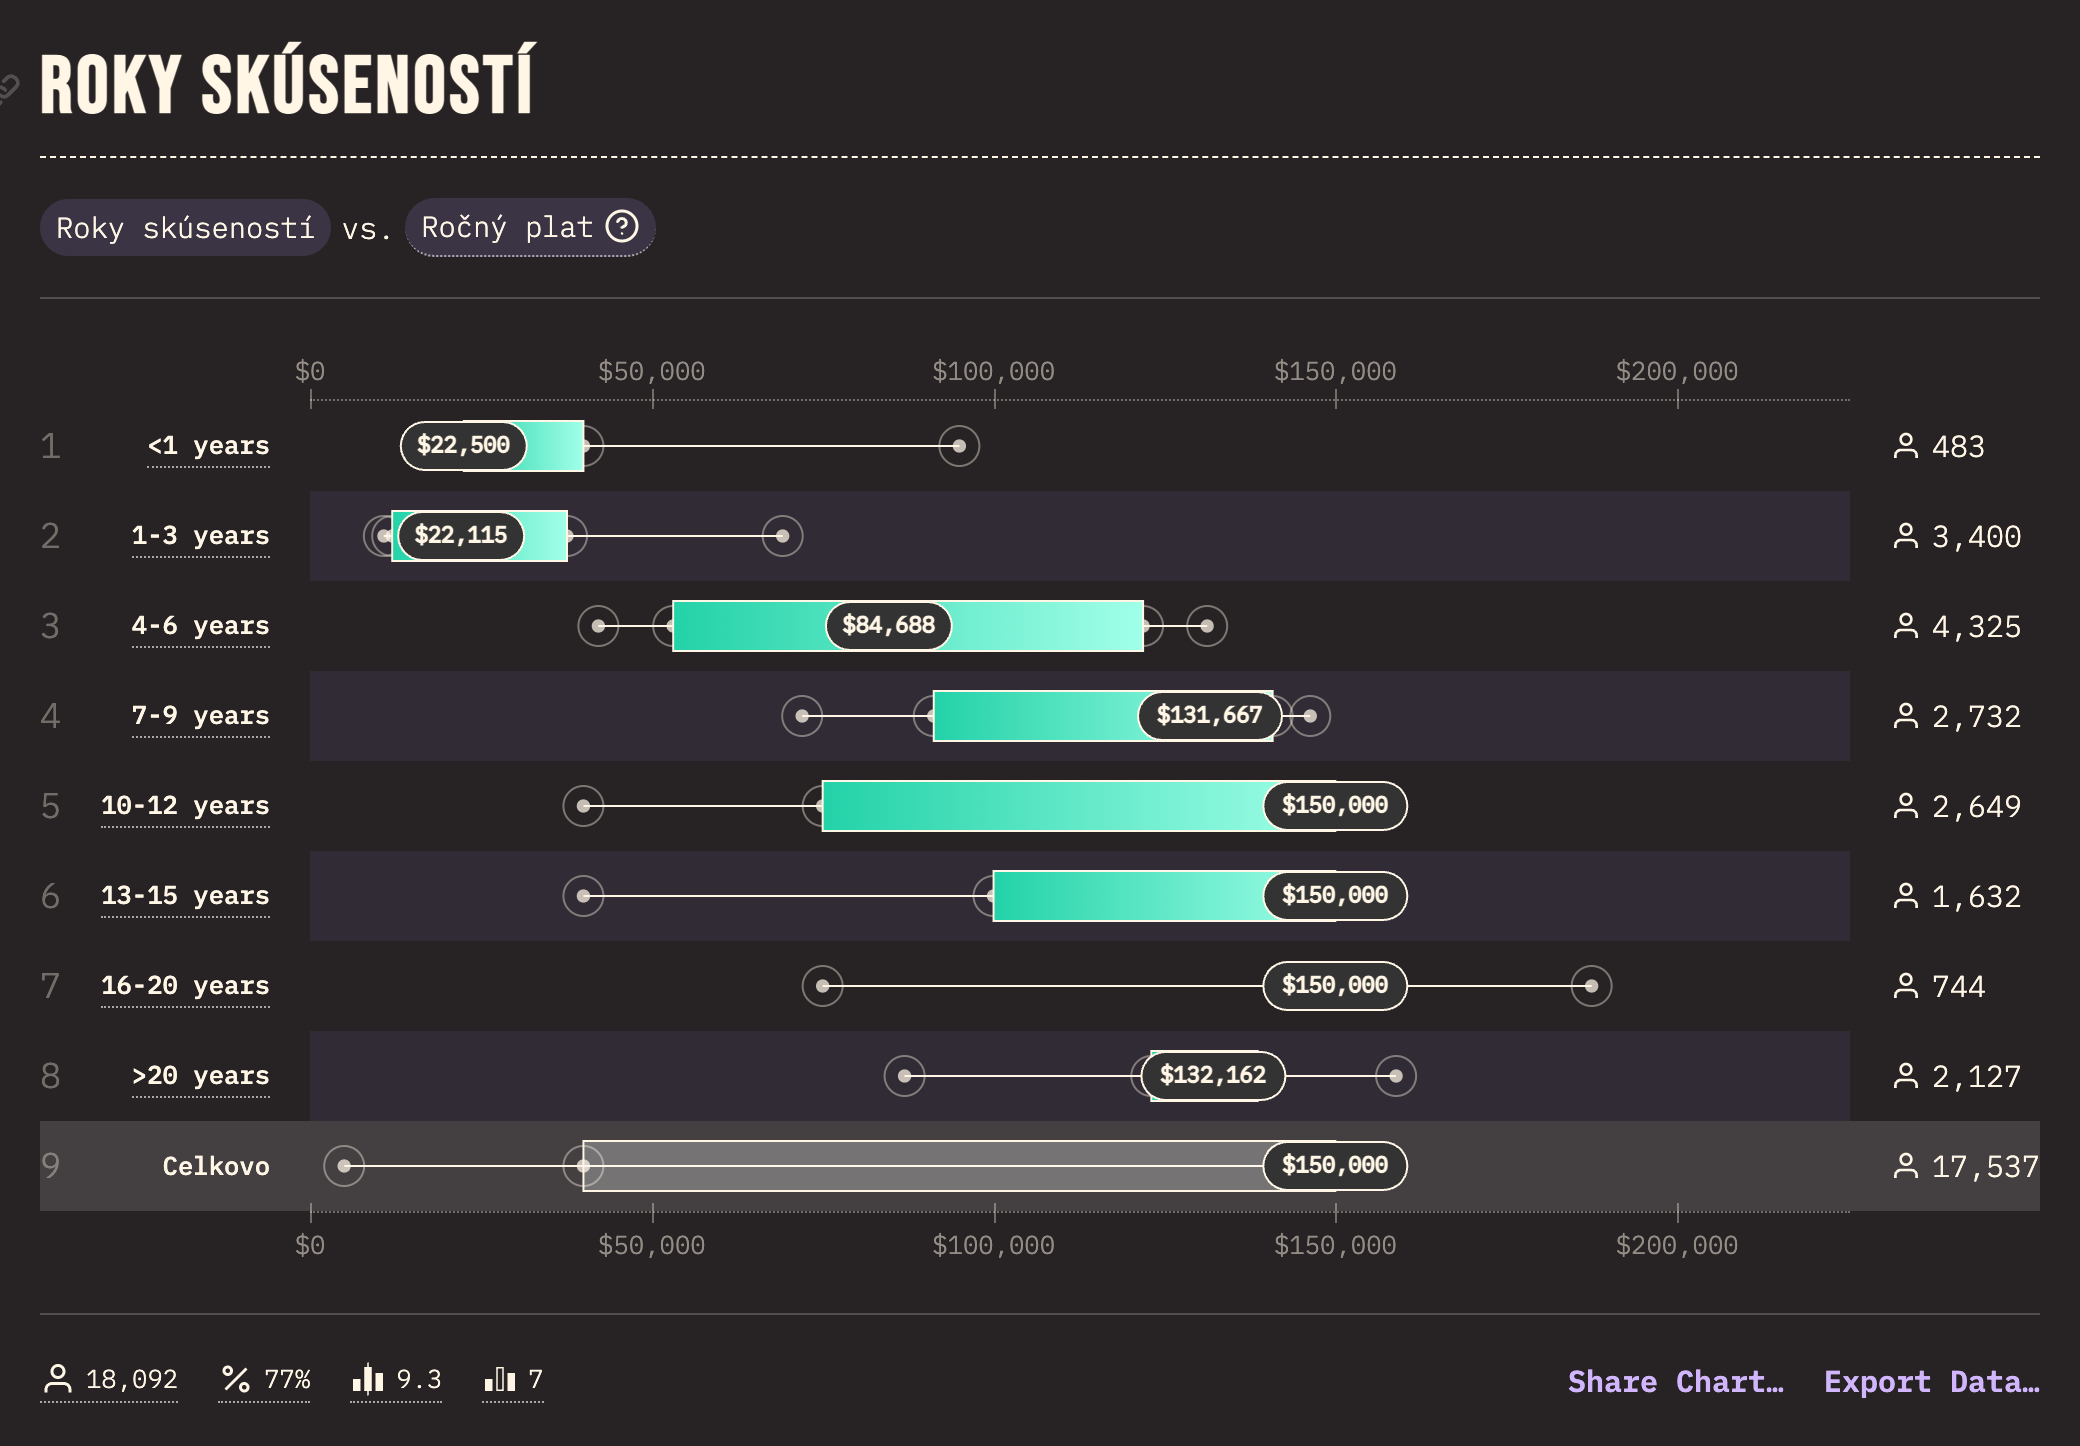 ROKY SKÚSENOSTÍ
Roky skúseností vs. Ročný plat ?
$0 $50,000 $100,000 $150,000 $200,000
1 <1 years $22,500 483
2 1-3 years $22,115 3,400
3 4-6 years $84,688 4,325
4 7-9 years $131,667 2,732
5 10-12 years $150,000 2,649
6 13-15 years $150,000 1,632
7 16-20 years $150,000 744
8 >20 years $132,162 2,127
9 Celkovo $150,000 17,537
$0 $50,000 $100,000 $150,000 $200,000
18,092 % 77% 9.3 7 Share Chart… Export Data…